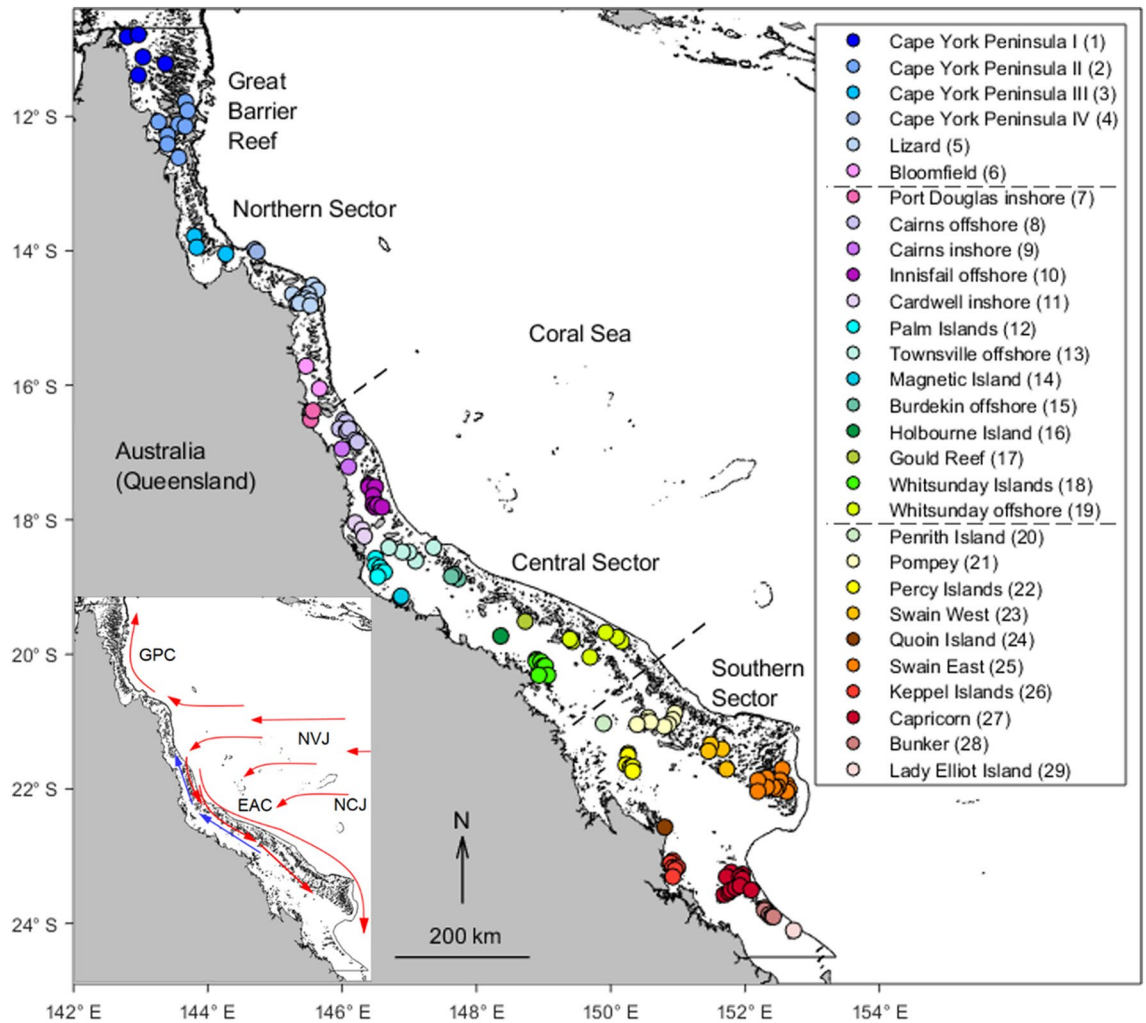 Great
Barrier
Reef
Northern Sector
Coral Sea
Australia
(Queensland)
Central Sector
Southern
Sector
N
200 km
GPC
NVJ
EAC
NCJ
12° S
14° S
16° S
18° S
20° S
22° S
24° S
142° E
144° E
146° E
148° E
150° E
152° E
154° E
Cape York Peninsula I (1)
Cape York Peninsula II (2)
Cape York Peninsula III (3)
Cape York Peninsula IV (4)
Lizard (5)
Bloomfield (6)
Port Douglas inshore (7)
Cairns offshore (8)
Cairns inshore (9)
Innisfail offshore (10)
Cardwell inshore (11)
Palm Islands (12)
Townsville offshore (13)
Magnetic Island (14)
Burdekin offshore (15)
Holbourne Island (16)
Gould Reef (17)
Whitsunday Islands (18)
Whitsunday offshore (19)
Penrith Island (20)
Pompey (21)
Percy Islands (22)
Swain West (23)
Quoin Island (24)
Swain East (25)
Keppel Islands (26)
Capricorn (27)
Bunker (28)
Lady Elliot Island (29)